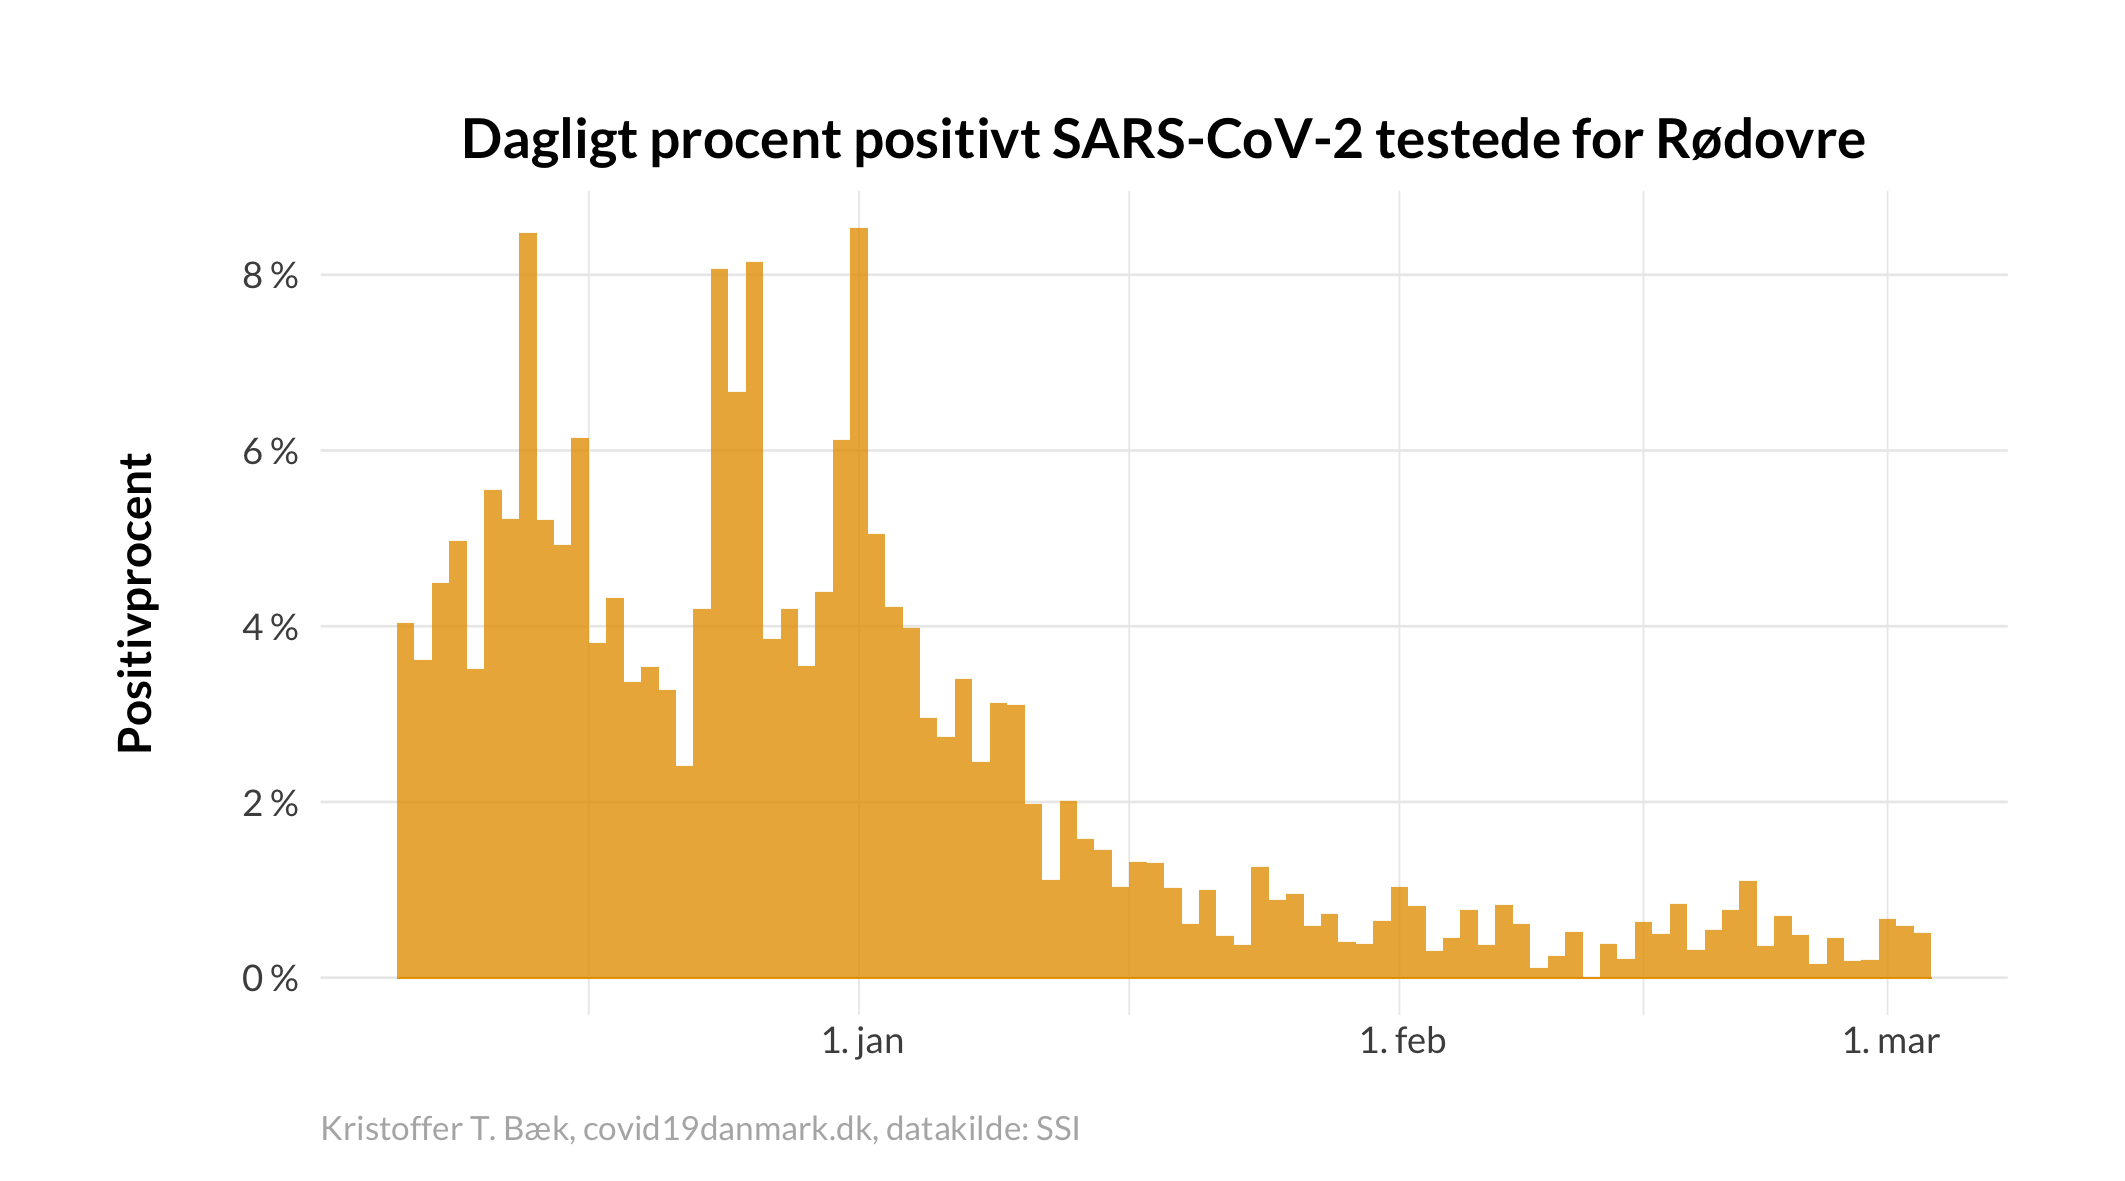 Dagligt procent positivt SARS-CoV-2 testede for Rødovre
Positivprocent
8 %
6 %
4 %
2 %
0 %
1. jan
1. feb
1. mar
Kristoffer T. Bæk, covid19danmark.dk, datakilde: SSI